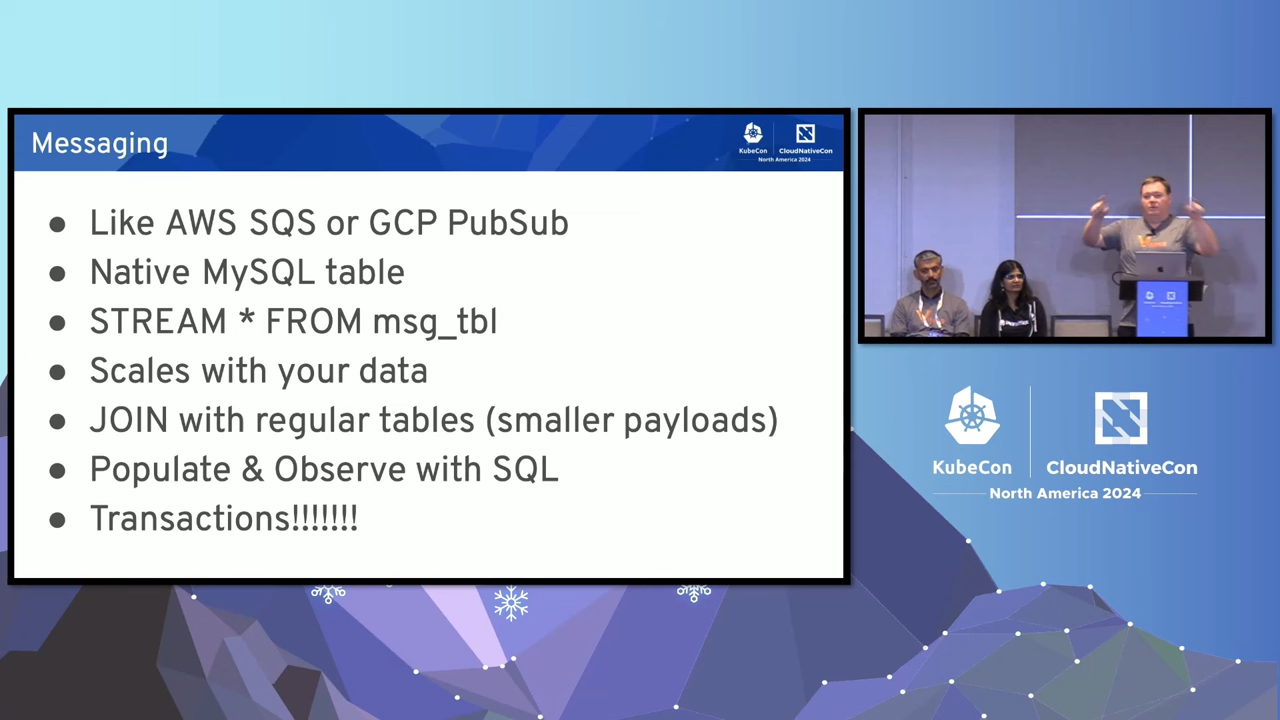 Messaging
KubeCon
CloudNativeCon
North America 2024
● Like AWS SQS or GCP PubSub
● Native MySQL table
● STREAM * FROM msg_tbl
● Scales with your data
● JOIN with regular tables (smaller payloads)
● Populate & Observe with SQL
● Transactions!!!!!!!
KubeCon
CloudNativeCon
North America 2024